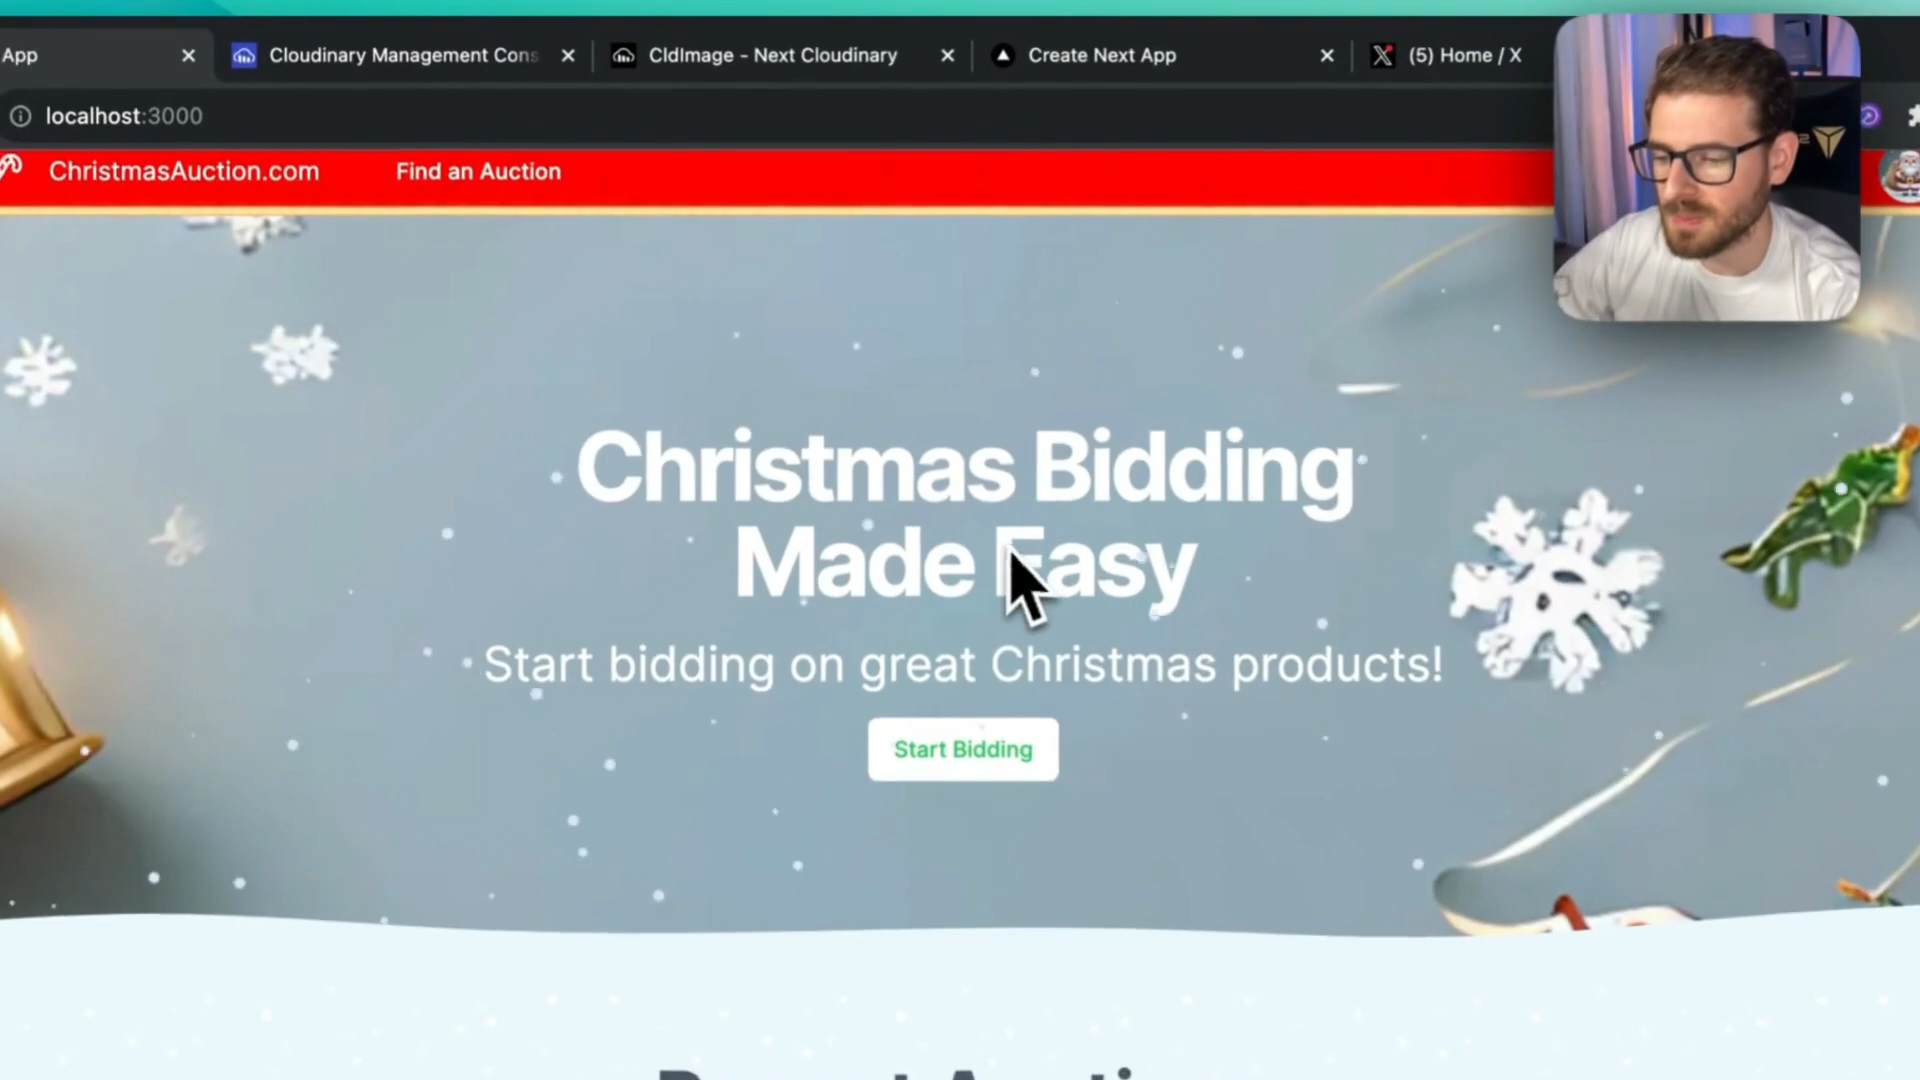 App
Cloudinary Management Cons
CldImage - Next Cloudinary
Create Next App
(5) Home / X
localhost:3000
ChristmasAuction.com
Find an Auction
Christmas Bidding
Made Easy
Start bidding on great Christmas products!
Start Bidding